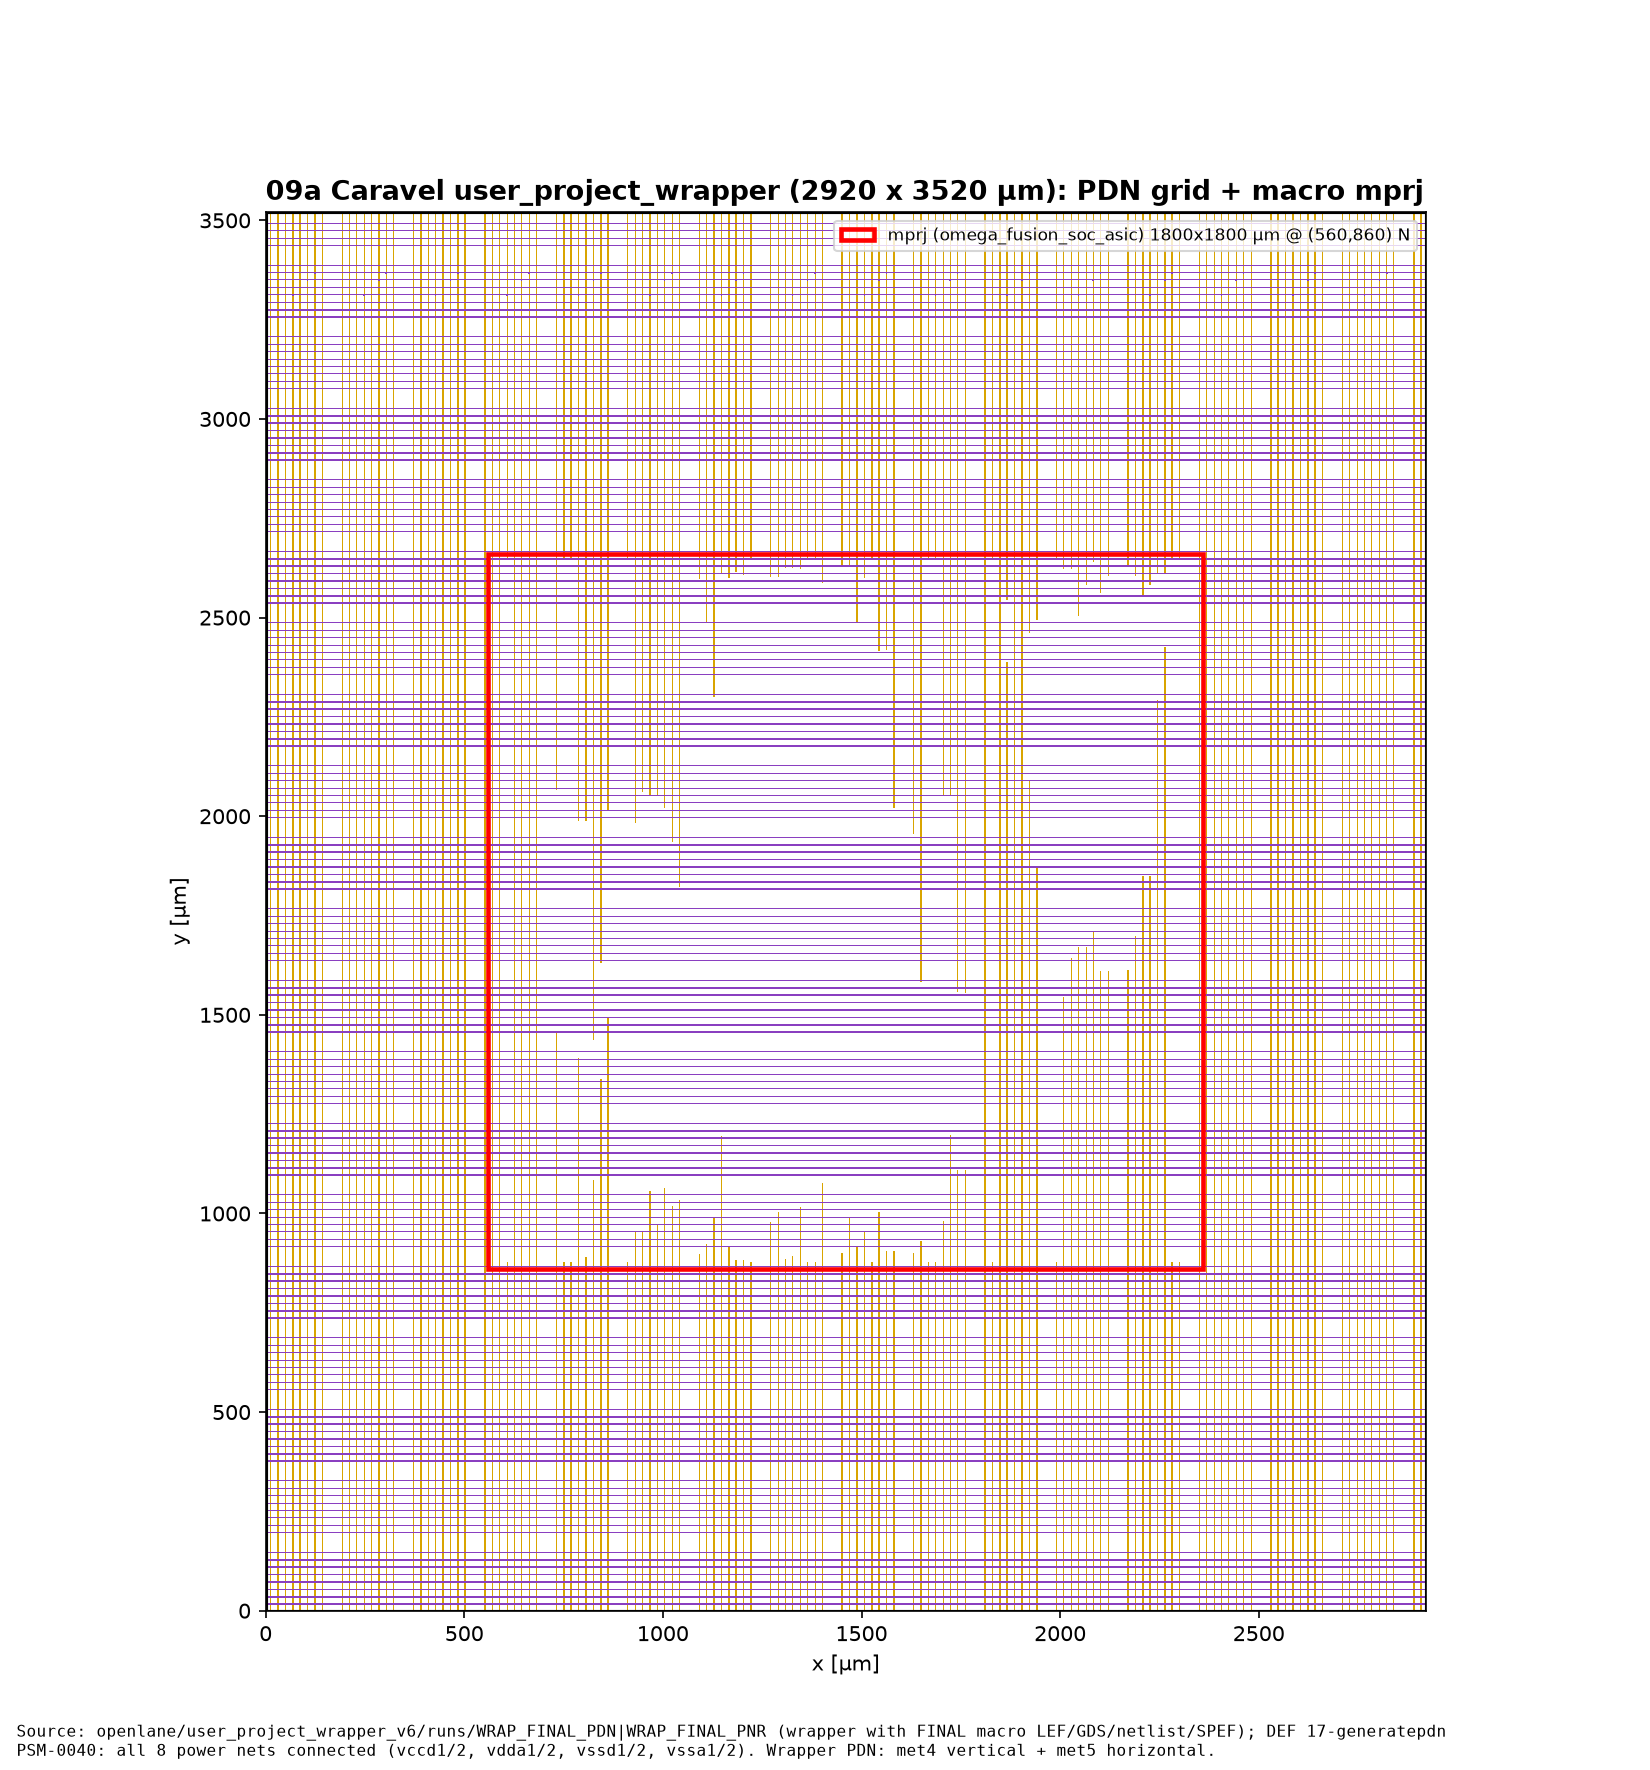 09a Caravel user_project_wrapper (2920 x 3520 µm): PDN grid + macro mprj
mprj (omega_fusion_soc_asic) 1800x1800 µm @ (560,860) N
3500
3000
2500
2000
1500
1000
500
0
y [µm]
0 500 1000 1500 2000 2500
x [µm]
Source: openlane/user_project_wrapper_v6/runs/WRAP_FINAL_PDN|WRAP_FINAL_PNR (wrapper with FINAL macro LEF/GDS/netlist/SPEF); DEF 17-generatepdn
PSM-0040: all 8 power nets connected (vccd1/2, vdda1/2, vssd1/2, vssa1/2). Wrapper PDN: met4 vertical + met5 horizontal.